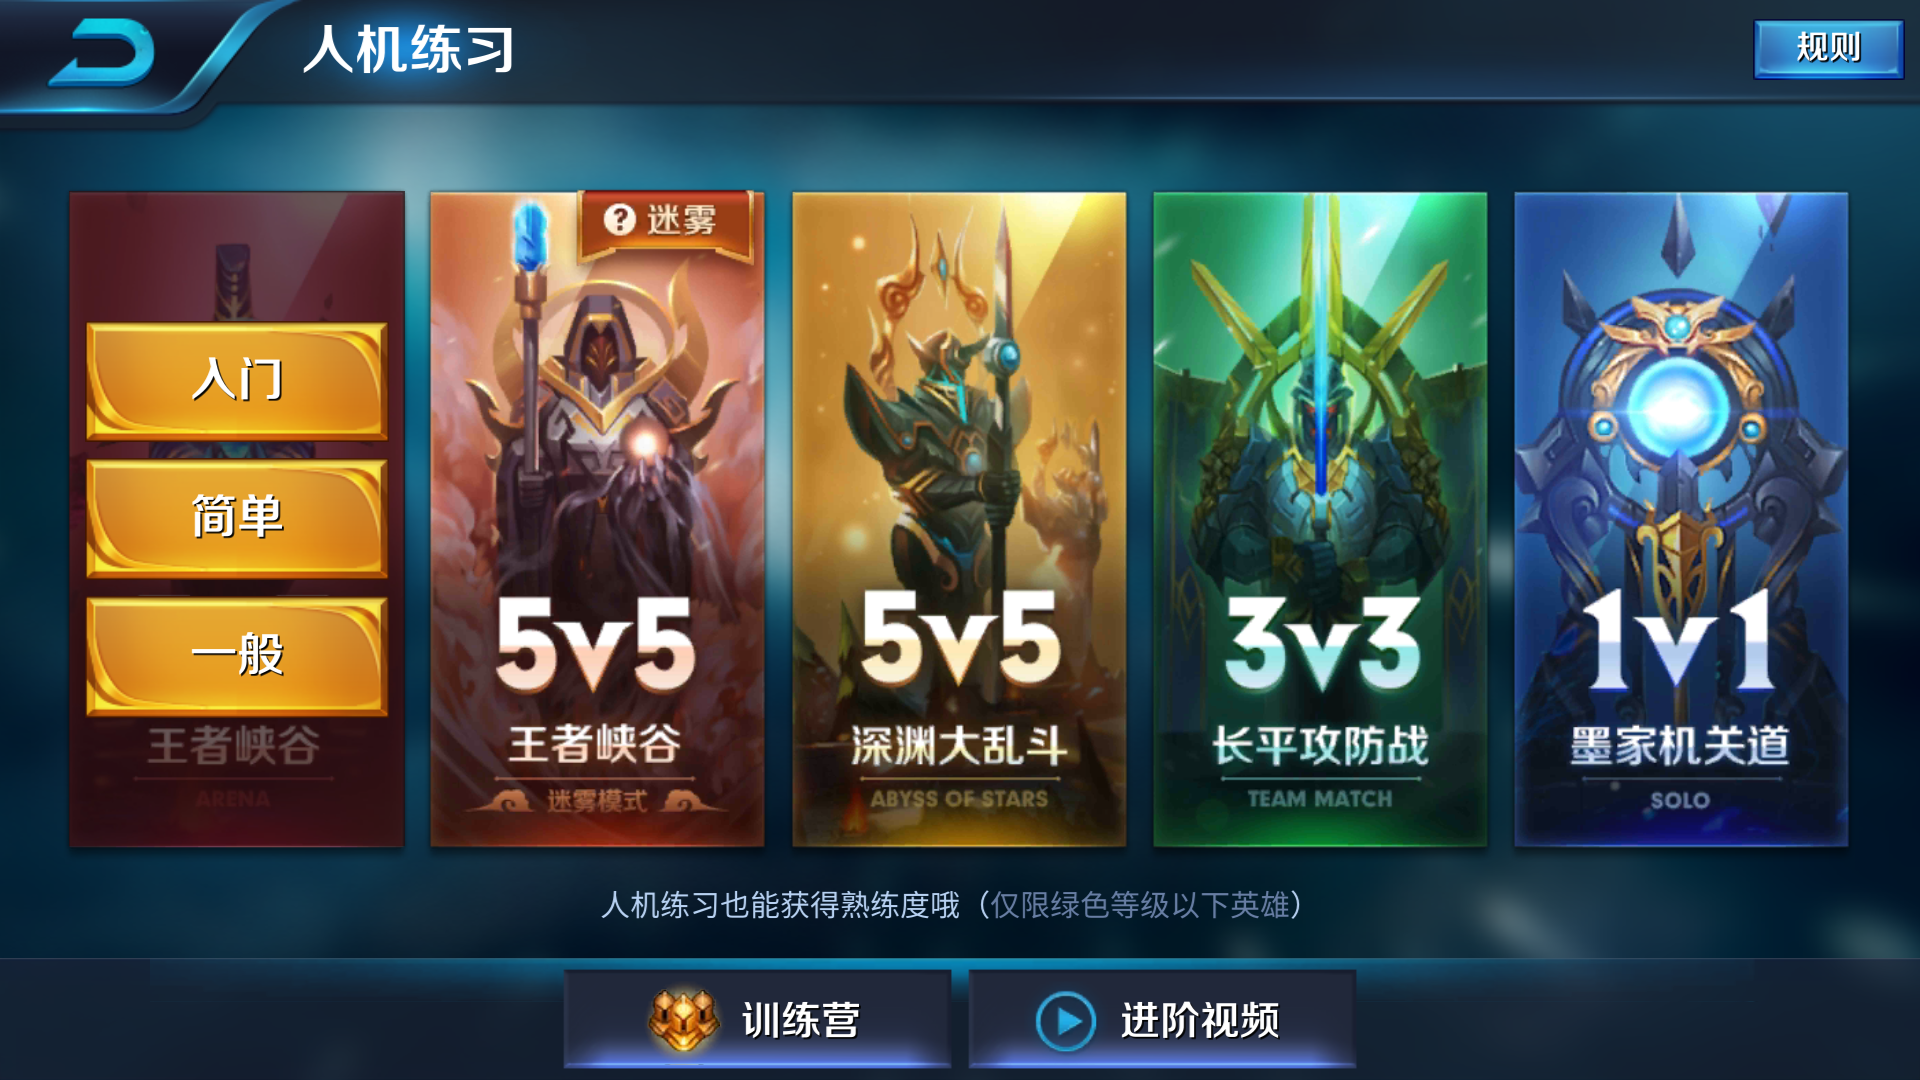 人机练习
规则
入门
简单
一般
王者峡谷
ARENA
迷雾
5v5
王者峡谷
迷雾模式
5v5
深渊大乱斗
ABYSS OF STARS
3v3
长平攻防战
TEAM MATCH
1v1
墨家机关道
SOLO
人机练习也能获得熟练度哦（仅限绿色等级以下英雄）
训练营
进阶视频